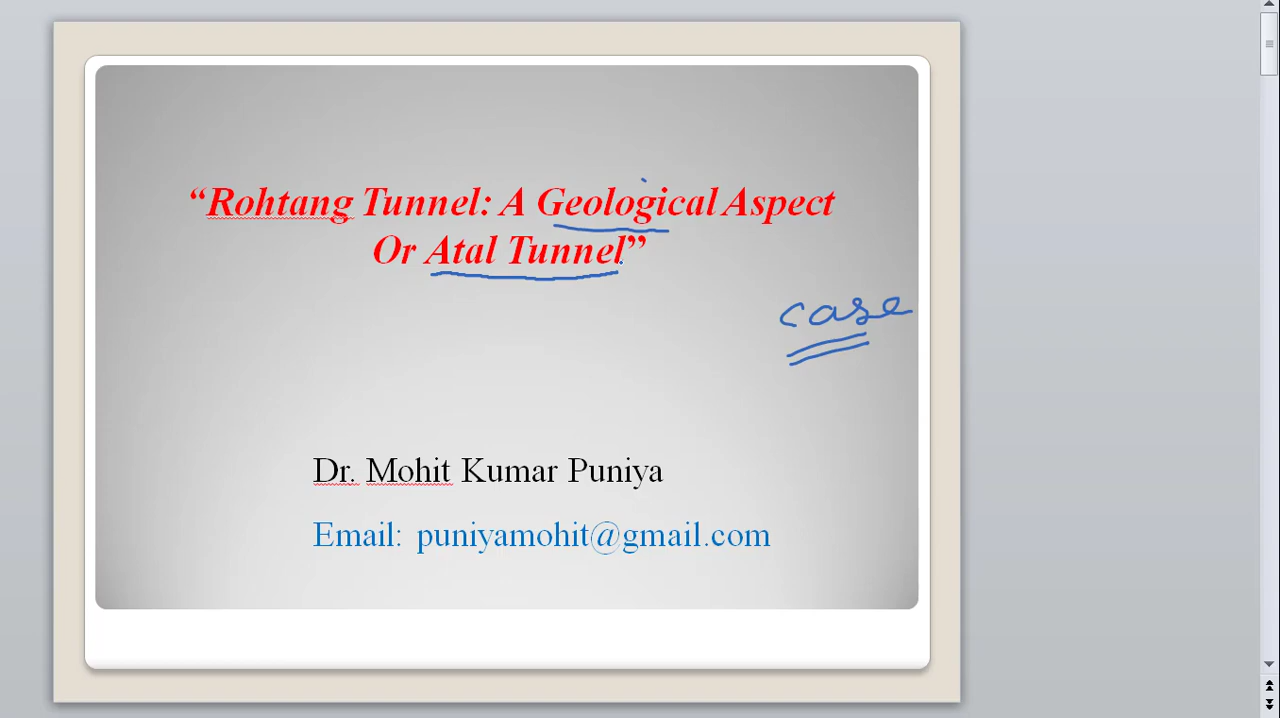 “Rohtang Tunnel: A Geological Aspect
Or Atal Tunnel”
case
Dr. Mohit Kumar Puniya
Email: puniyamohit@gmail.com